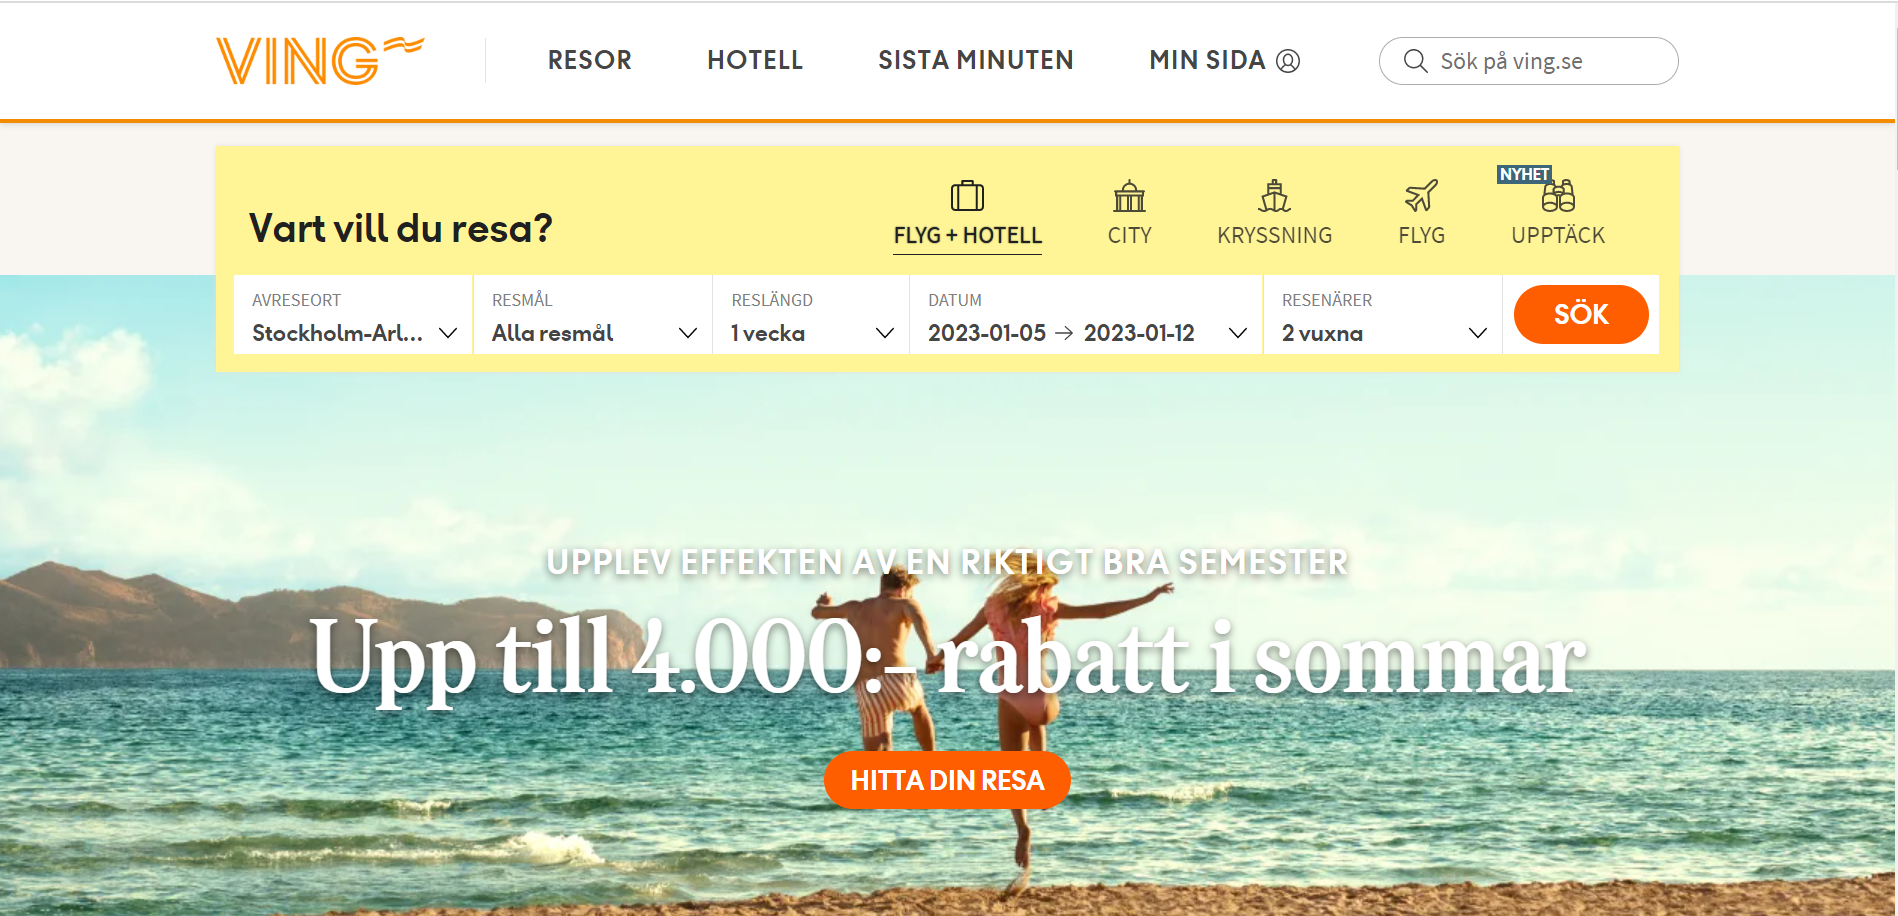 VING
RESOR HOTELL SISTA MINUTEN MIN SIDA Sök på ving.se
Vart vill du resa?
NYHET
FLYG + HOTELL CITY KRYSSNING FLYG UPPTÄCK
AVRESEORT RESMÅL RESLÄNGD DATUM RESENÄRER
Stockholm-Arl... Alla resmål 1 vecka 2023-01-05 → 2023-01-12 2 vuxna SÖK
UPPLEV EFFEKTEN AV EN RIKTIGT BRA SEMESTER
Upp till 4.000:- rabatt i sommar
HITTA DIN RESA